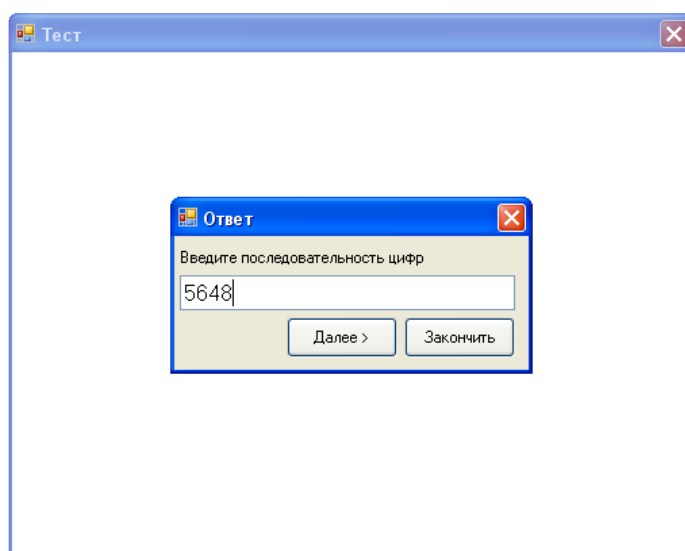 Тест
Ответ
Введите последовательность цифр
5648
Далее >
Закончить